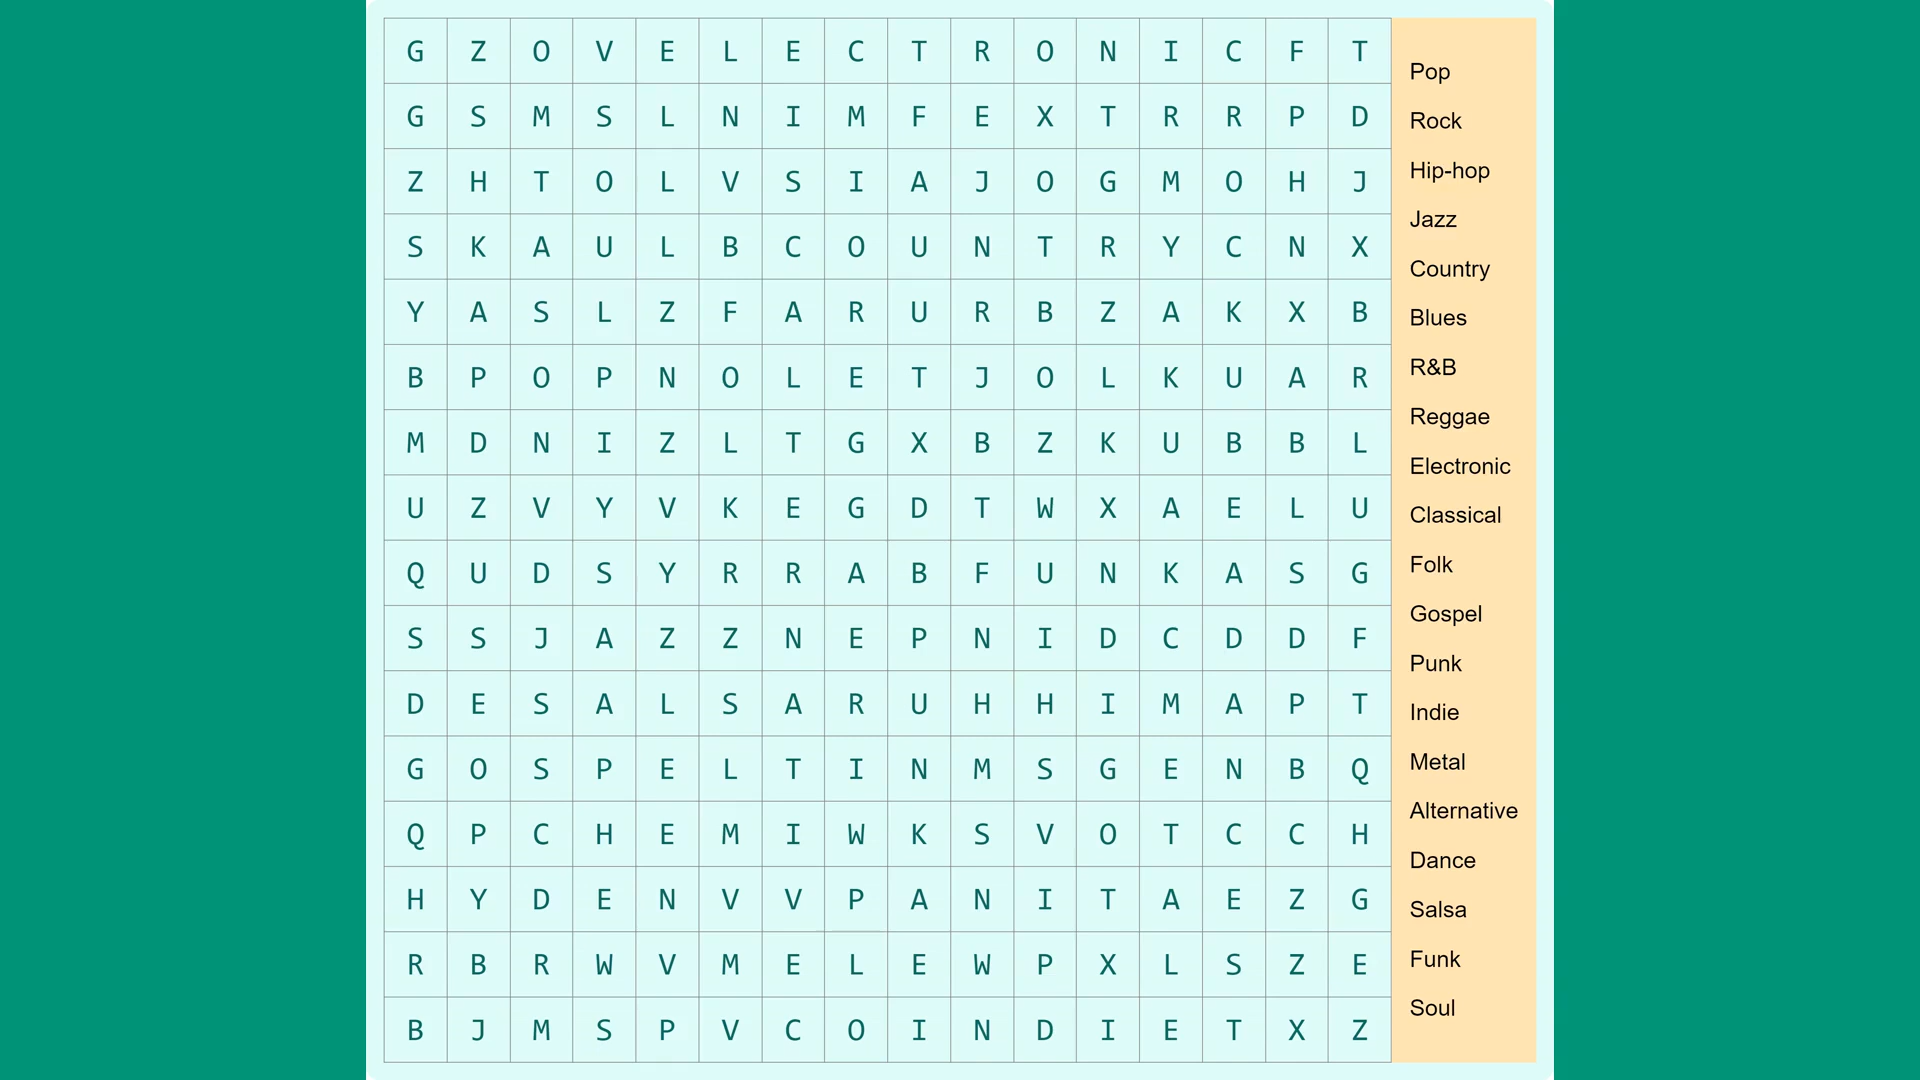 G Z O V E L E C T R O N I C F T
G S M S L N I M F E X T R R P D
Z H T O L V S I A J O G M O H J
S K A U L B C O U N T R Y C N X
Y A S L Z F A R U R B Z A K X B
B P O P N O L E T J O L K U A R
M D N I Z L T G X B Z K U B B L
U Z V Y V K E G D T W X A E L U
Q U D S Y R R A B F U N K A S G
S S J A Z Z N E P N I D C D D F
D E S A L S A R U H H I M A P T
G O S P E L T I N M S G E N B Q
Q P C H E M I W K S V O T C C H
H Y D E N V V P A N I T A E Z G
R B R W V M E L E W P X L S Z E
B J M S P V C O I N D I E T X Z
Pop
Rock
Hip-hop
Jazz
Country
Blues
R&B
Reggae
Electronic
Classical
Folk
Gospel
Punk
Indie
Metal
Alternative
Dance
Salsa
Funk
Soul